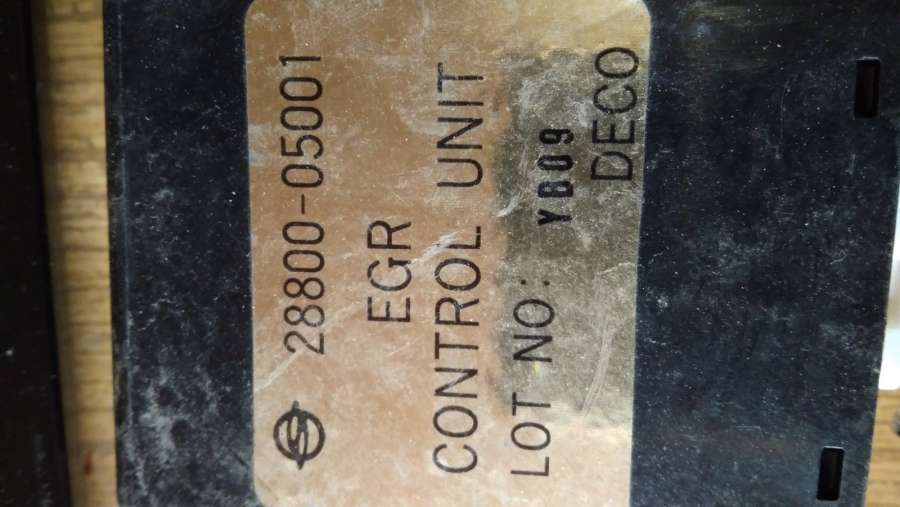 28800-05001
EGR
CONTROL UNIT
LOT NO: YB09
DECO